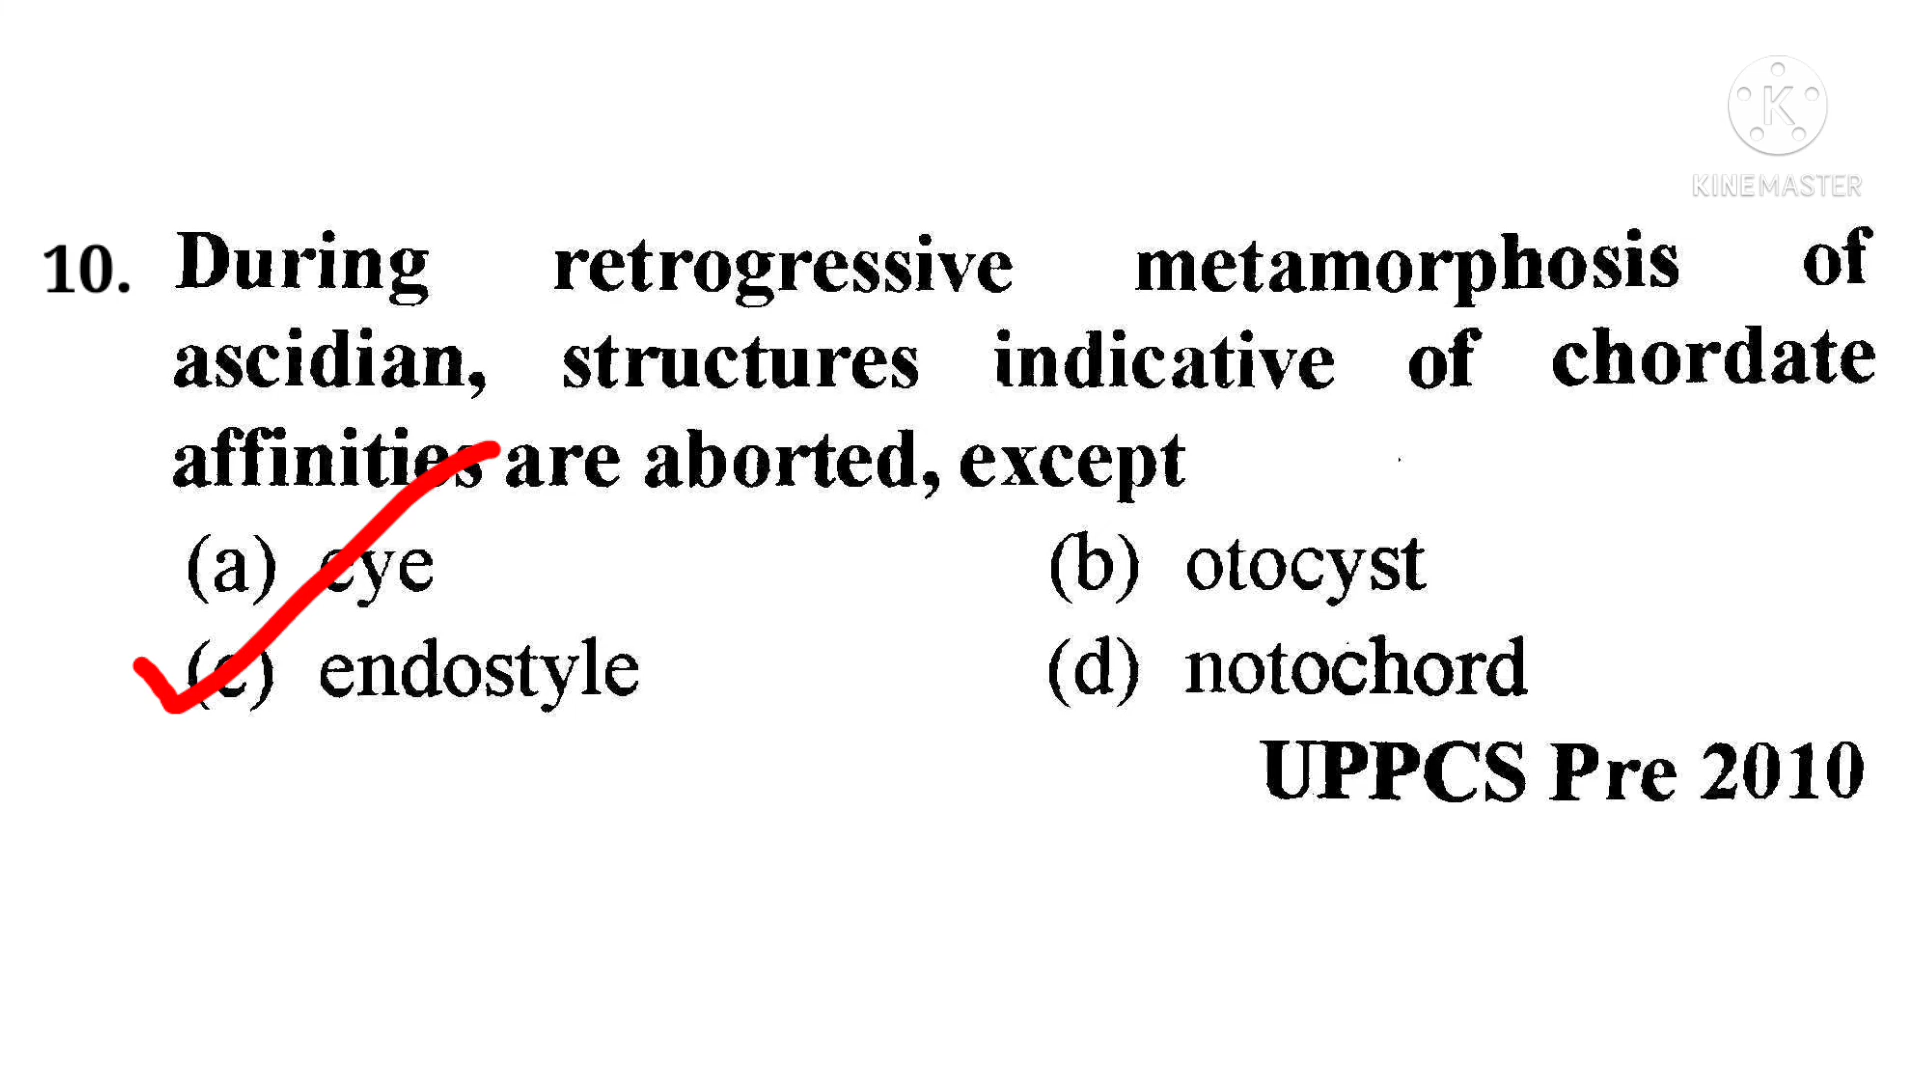 KINEMASTER
10. During retrogressive metamorphosis of
ascidian, structures indicative of chordate
affinities are aborted, except
(a) eye (b) otocyst
(c) endostyle (d) notochord
UPPCS Pre 2010